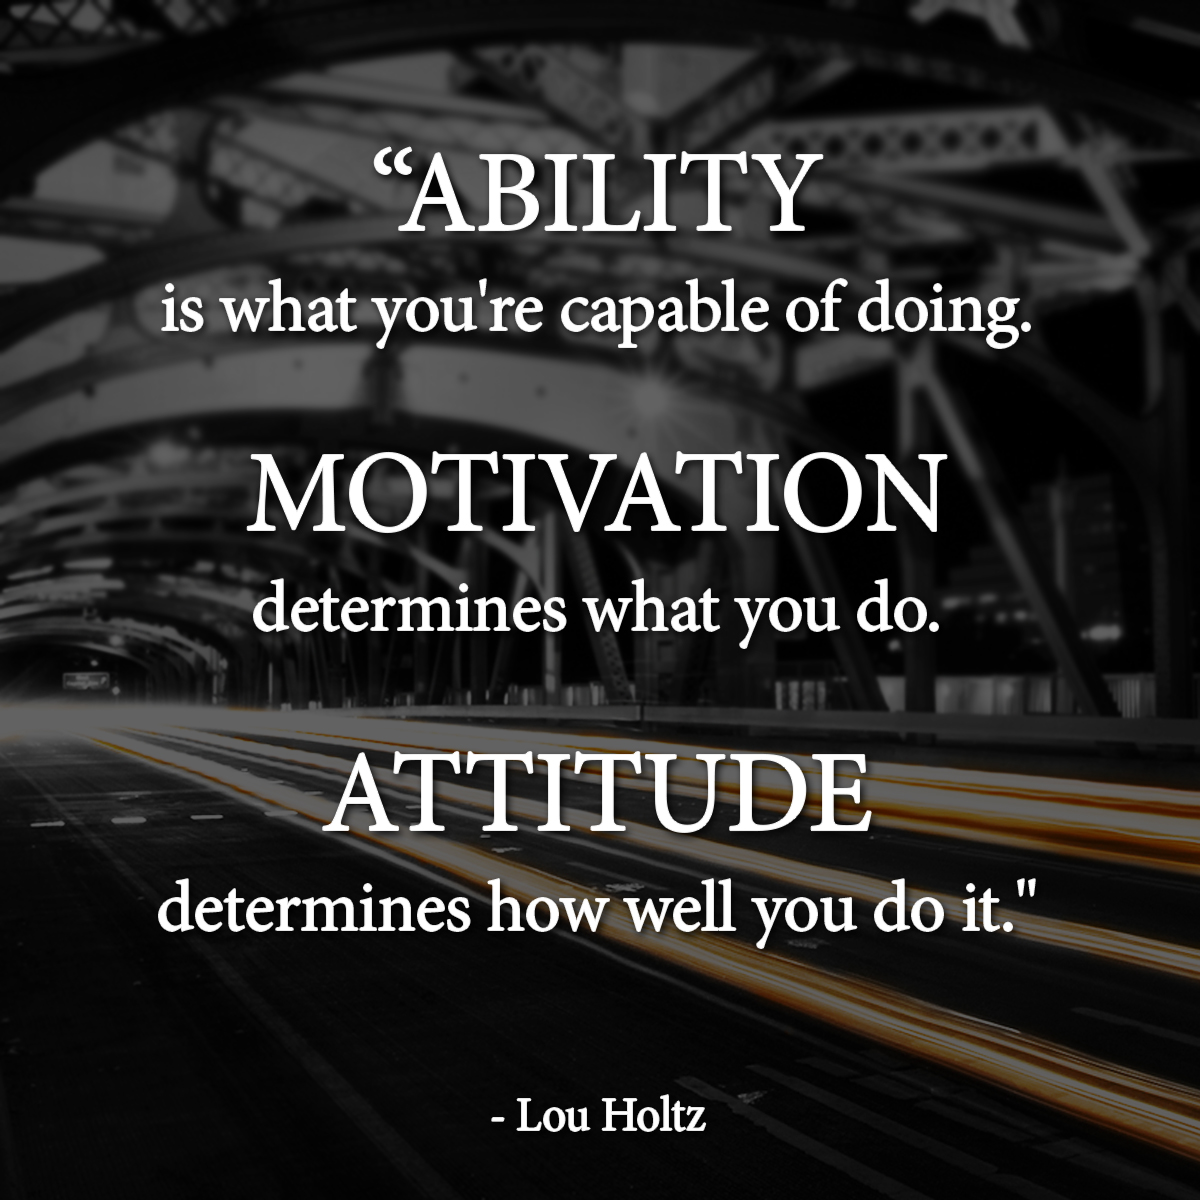 “ABILITY
is what you're capable of doing.
MOTIVATION
determines what you do.
ATTITUDE
determines how well you do it."
- Lou Holtz